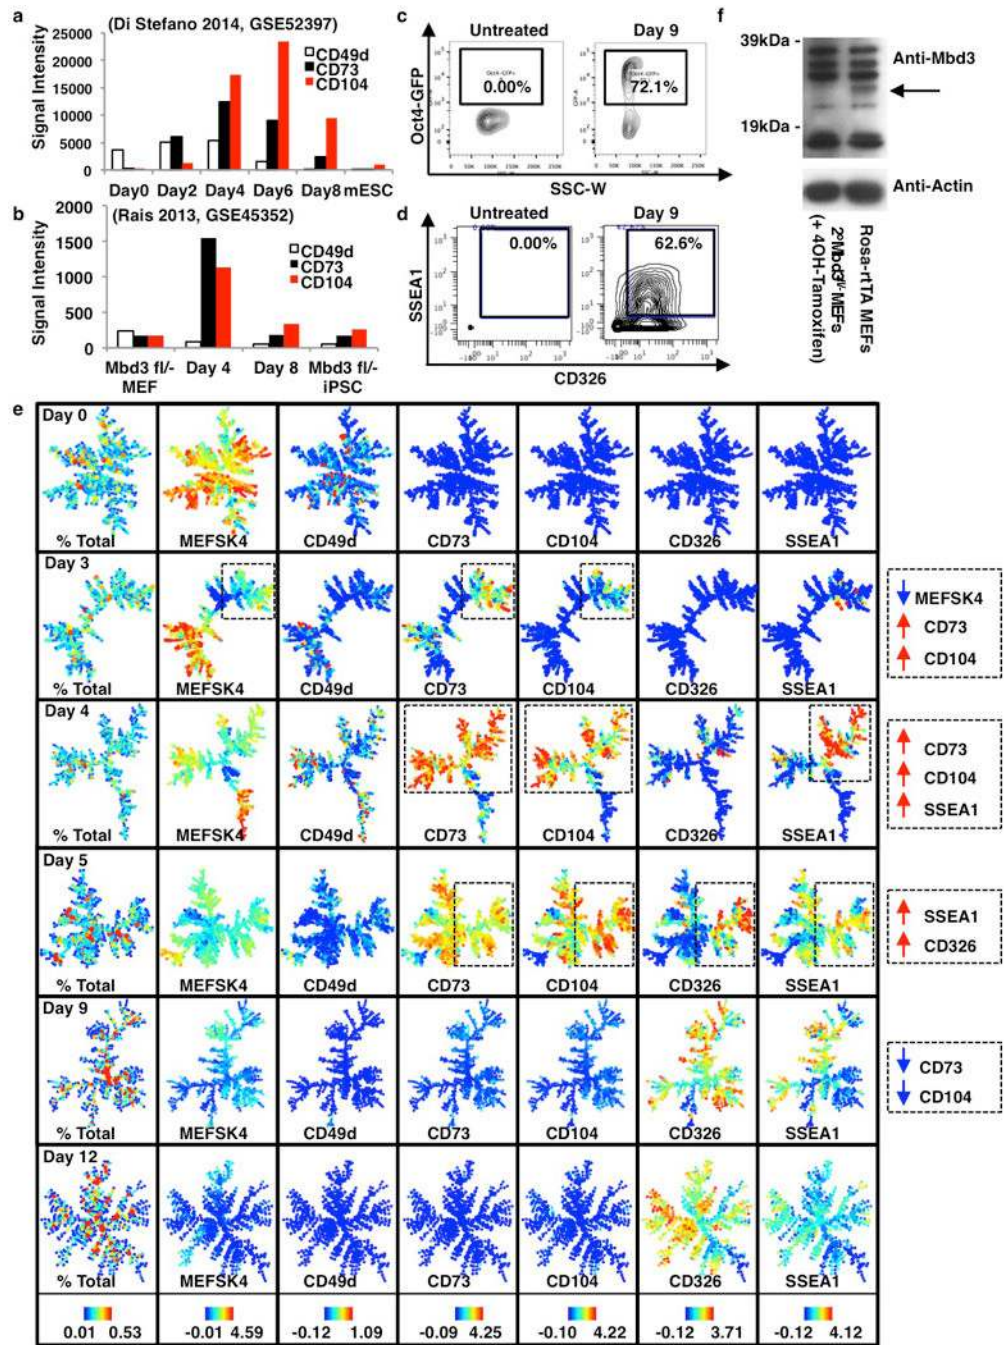 a (Di Stefano 2014, GSE52397)
Signal Intensity
25000
20000
15000
10000
5000
0
CD49d
CD73
CD104
Day0 Day2 Day4 Day6 Day8 mESC
b (Rais 2013, GSE45352)
Signal Intensity
2000
1500
1000
500
0
CD49d
CD73
CD104
Mbd3 fl/- MEF Day 4 Day 8 Mbd3 fl/- iPSC
c Untreated Day 9
Oct4-GFP
0.00%
72.1%
SSC-W
d Untreated Day 9
SSEA1
0.00%
62.6%
CD326
f
39kDa -
19kDa -
Anti-Mbd3
Anti-Actin
Rosa-rtTA MEFs
2°Mbd3fl/-MEFs
(+ 4OH-Tamoxifen)
e
Day 0
% Total MEFSK4 CD49d CD73 CD104 CD326 SSEA1
Day 3
% Total MEFSK4 CD49d CD73 CD104 CD326 SSEA1
MEFSK4
CD73
CD104
Day 4
% Total MEFSK4 CD49d CD73 CD104 CD326 SSEA1
CD73
CD104
SSEA1
Day 5
% Total MEFSK4 CD49d CD73 CD104 CD326 SSEA1
SSEA1
CD326
Day 9
% Total MEFSK4 CD49d CD73 CD104 CD326 SSEA1
CD73
CD104
Day 12
% Total MEFSK4 CD49d CD73 CD104 CD326 SSEA1
0.01 0.53 -0.01 4.59 -0.12 1.09 -0.09 4.25 -0.10 4.22 -0.12 3.71 -0.12 4.12